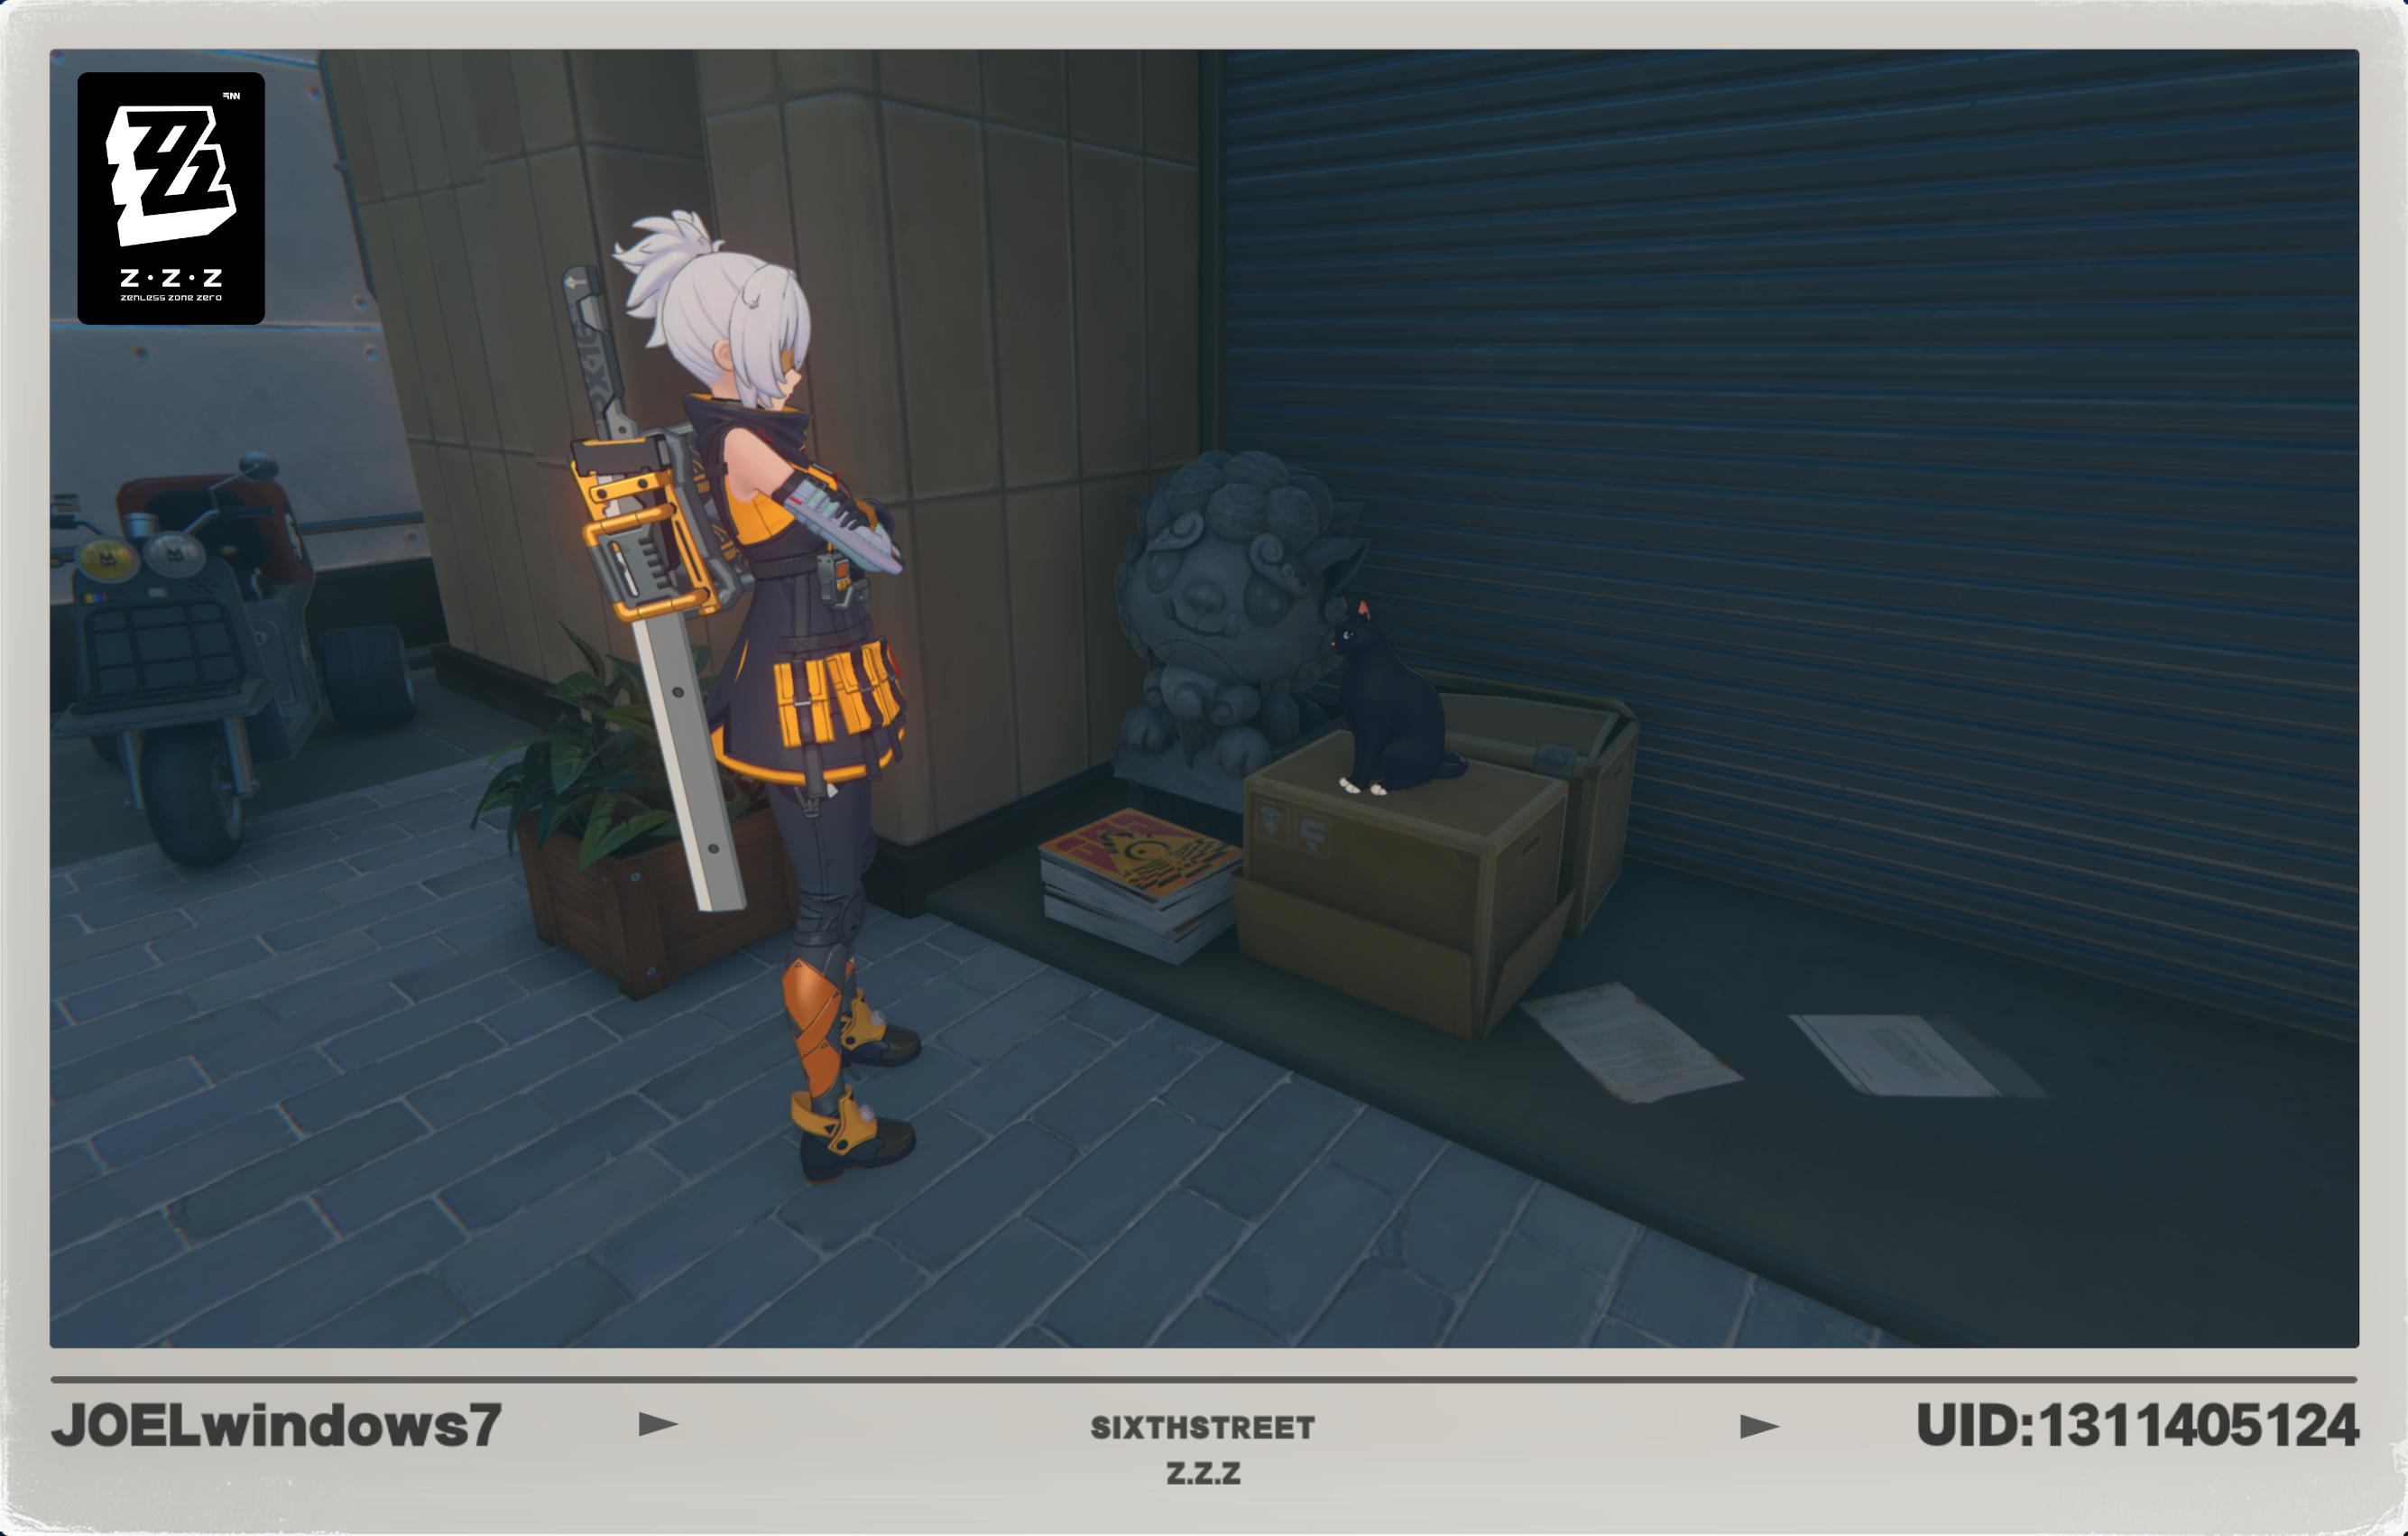 Z·Z·Z
ZENLESS ZONE ZERO
JOELwindows7
SIXTHSTREET
Z.Z.Z
UID:1311405124